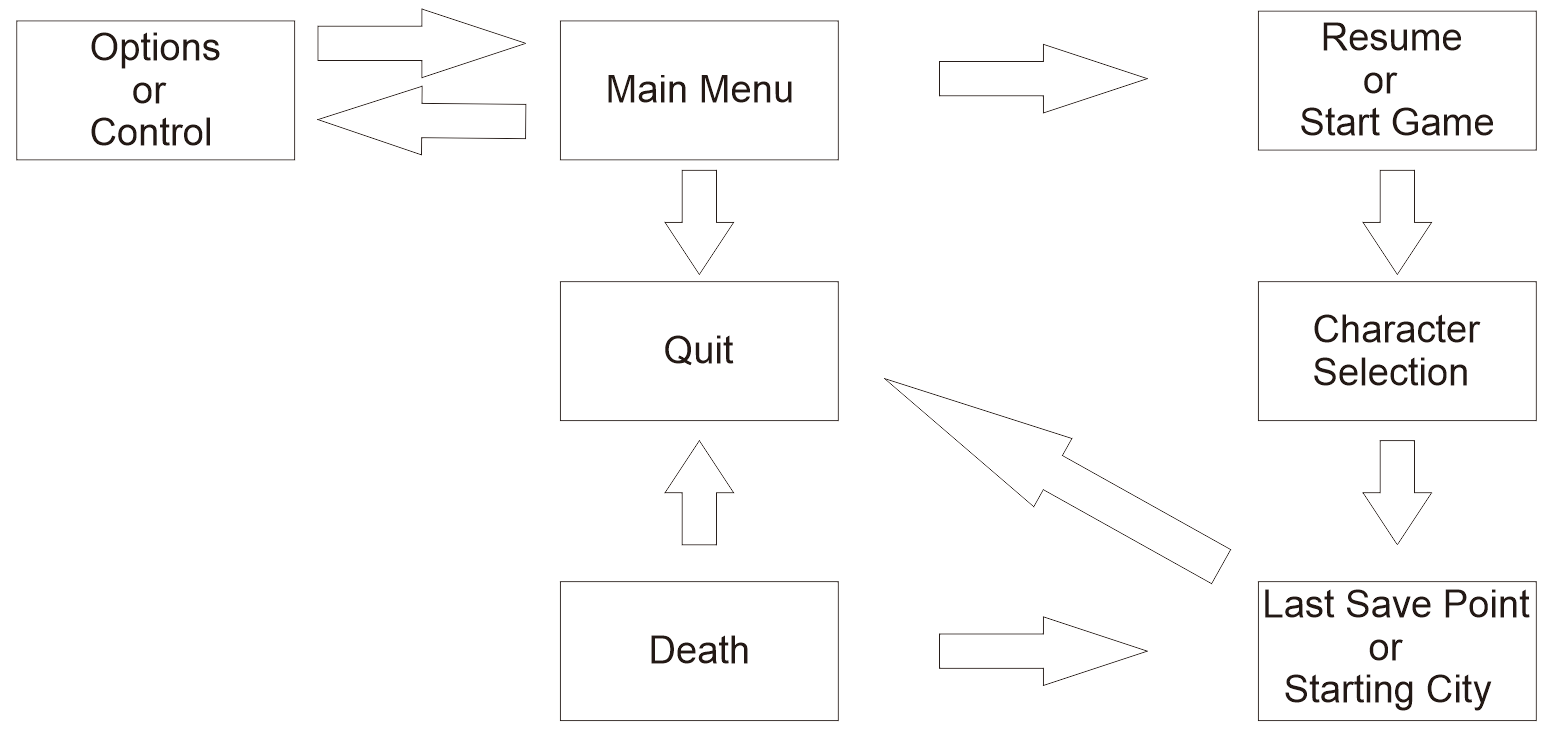 Options
or
Control
Main Menu
Resume
or
Start Game
Quit
Character
Selection
Death
Last Save Point
or
Starting City